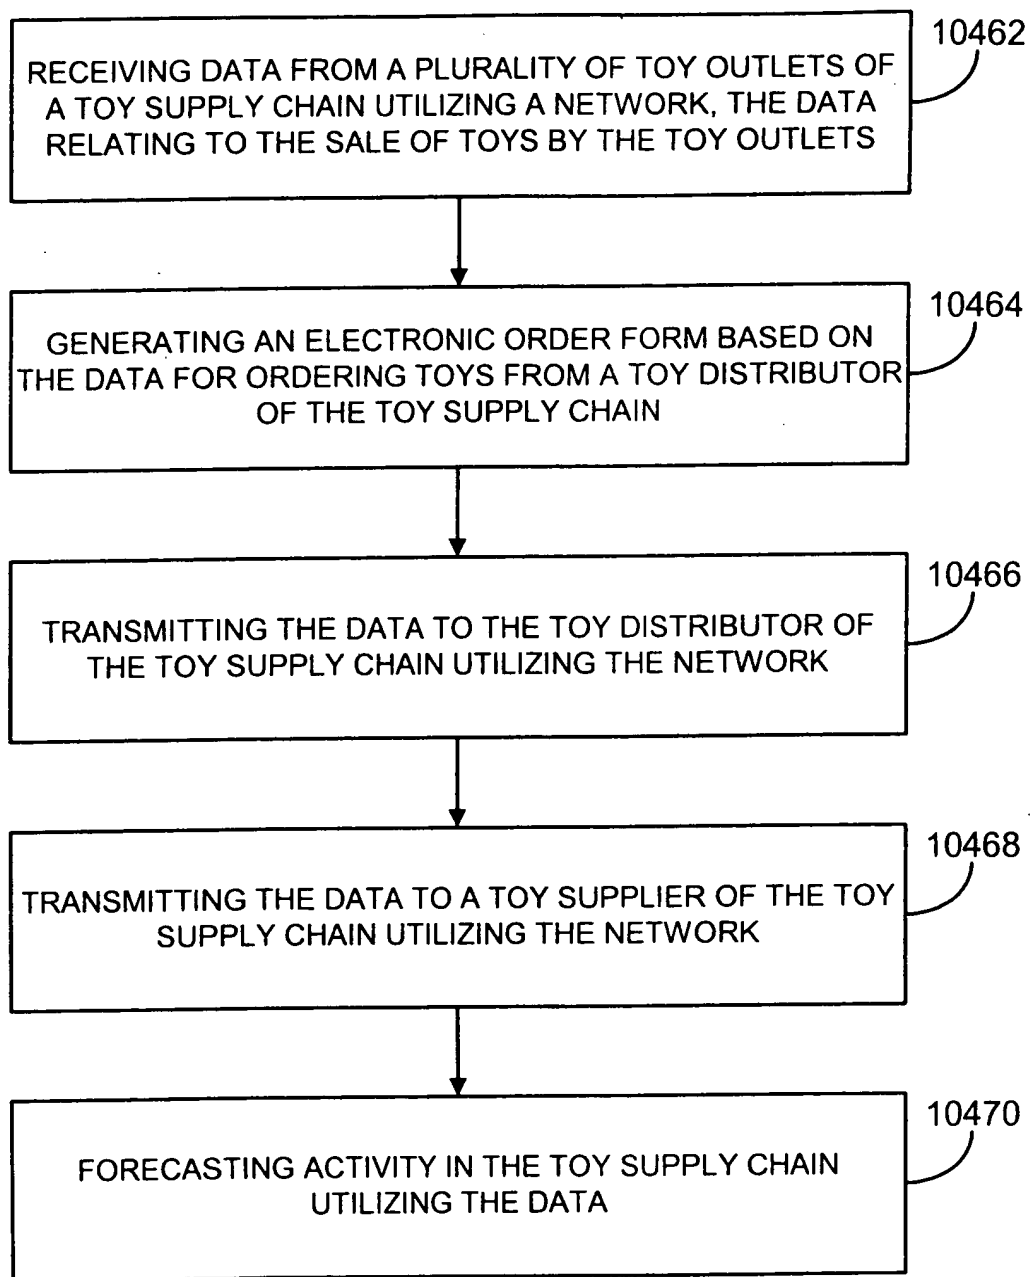 10462
RECEIVING DATA FROM A PLURALITY OF TOY OUTLETS OF
A TOY SUPPLY CHAIN UTILIZING A NETWORK, THE DATA
RELATING TO THE SALE OF TOYS BY THE TOY OUTLETS
10464
GENERATING AN ELECTRONIC ORDER FORM BASED ON
THE DATA FOR ORDERING TOYS FROM A TOY DISTRIBUTOR
OF THE TOY SUPPLY CHAIN
10466
TRANSMITTING THE DATA TO THE TOY DISTRIBUTOR OF
THE TOY SUPPLY CHAIN UTILIZING THE NETWORK
10468
TRANSMITTING THE DATA TO A TOY SUPPLIER OF THE TOY
SUPPLY CHAIN UTILIZING THE NETWORK
10470
FORECASTING ACTIVITY IN THE TOY SUPPLY CHAIN
UTILIZING THE DATA